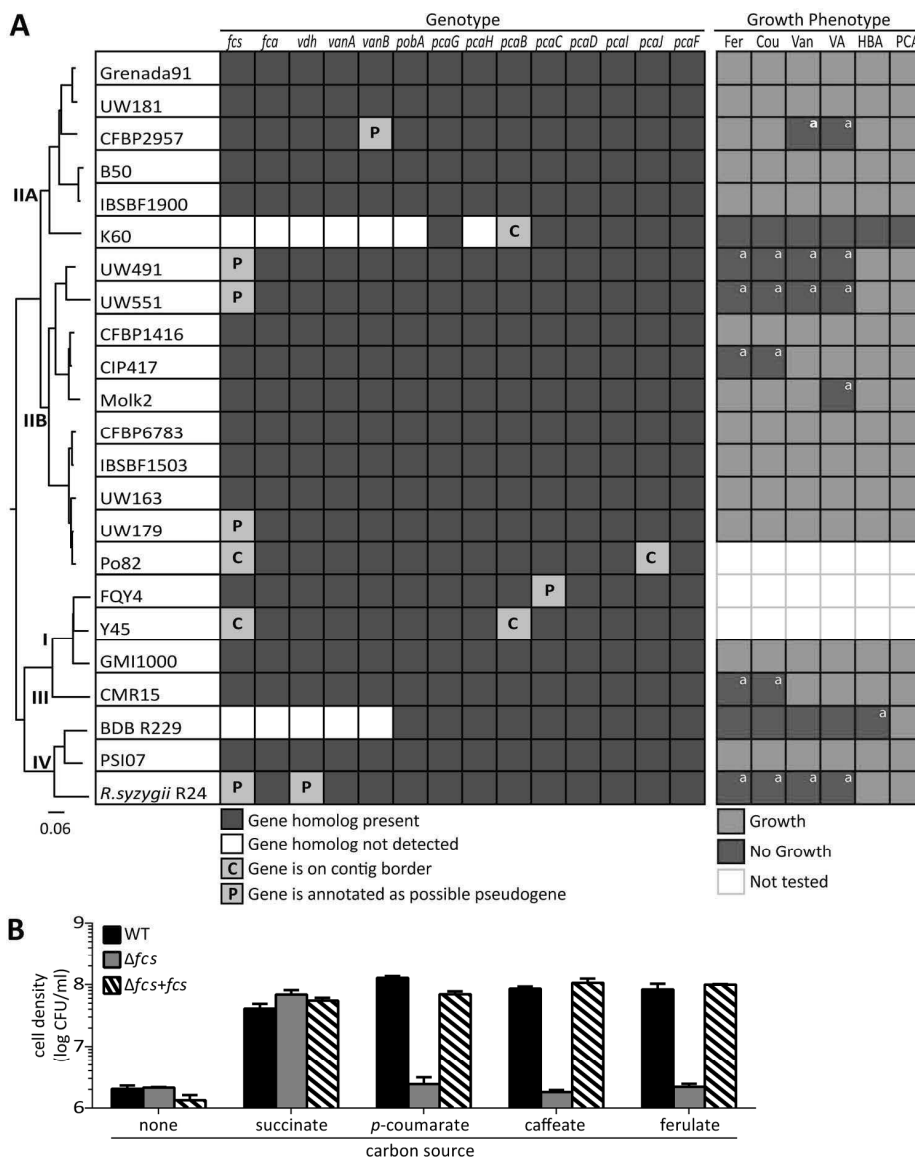 A
Genotype
Growth Phenotype
fcs fca vdh vanA vanB pobA pcaG pcaH pcaB pcaC pcaD pcaI pcaJ pcaF
Fer Cou Van VA HBA PCA
Grenada91
UW181
CFBP2957 P a a
B50
IIA
IBSBF1900
K60 C
UW491 P a a a a
UW551 P a a a a
CFBP1416
CIP417 a a
Molk2 a
IIB
CFBP6783
IBSBF1503
UW163
UW179 P
Po82 C C
FQY4 P
Y45 C C
I
GMI1000
III
CMR15 a a
BDB R229 a
IV
PSI07
R.syzygii R24 P P a a a a
0.06
Gene homolog present
Gene homolog not detected
C Gene is on contig border
P Gene is annotated as possible pseudogene
Growth
No Growth
Not tested
B
9
8
7
6
cell density
(log CFU/ml)
WT
Δfcs
Δfcs+fcs
none succinate p-coumarate caffeate ferulate
carbon source